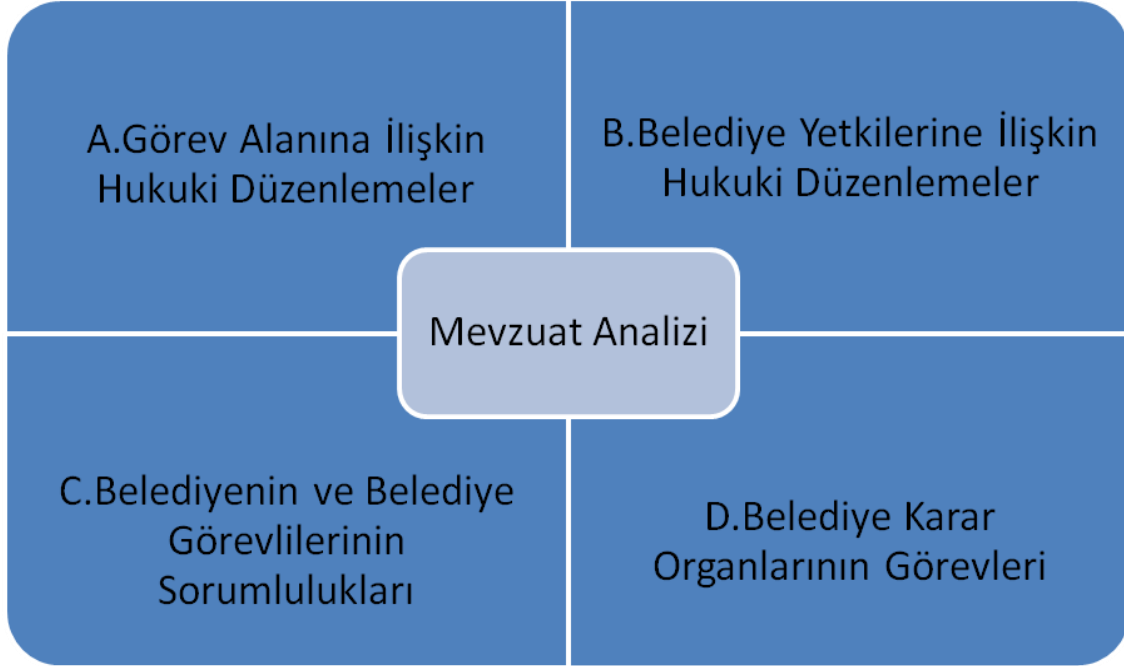 A.Görev Alanına İlişkin
Hukuki Düzenlemeler
B.Belediye Yetkilerine İlişkin
Hukuki Düzenlemeler
Mevzuat Analizi
C.Belediyenin ve Belediye
Görevlilerinin
Sorumlulukları
D.Belediye Karar
Organlarının Görevleri